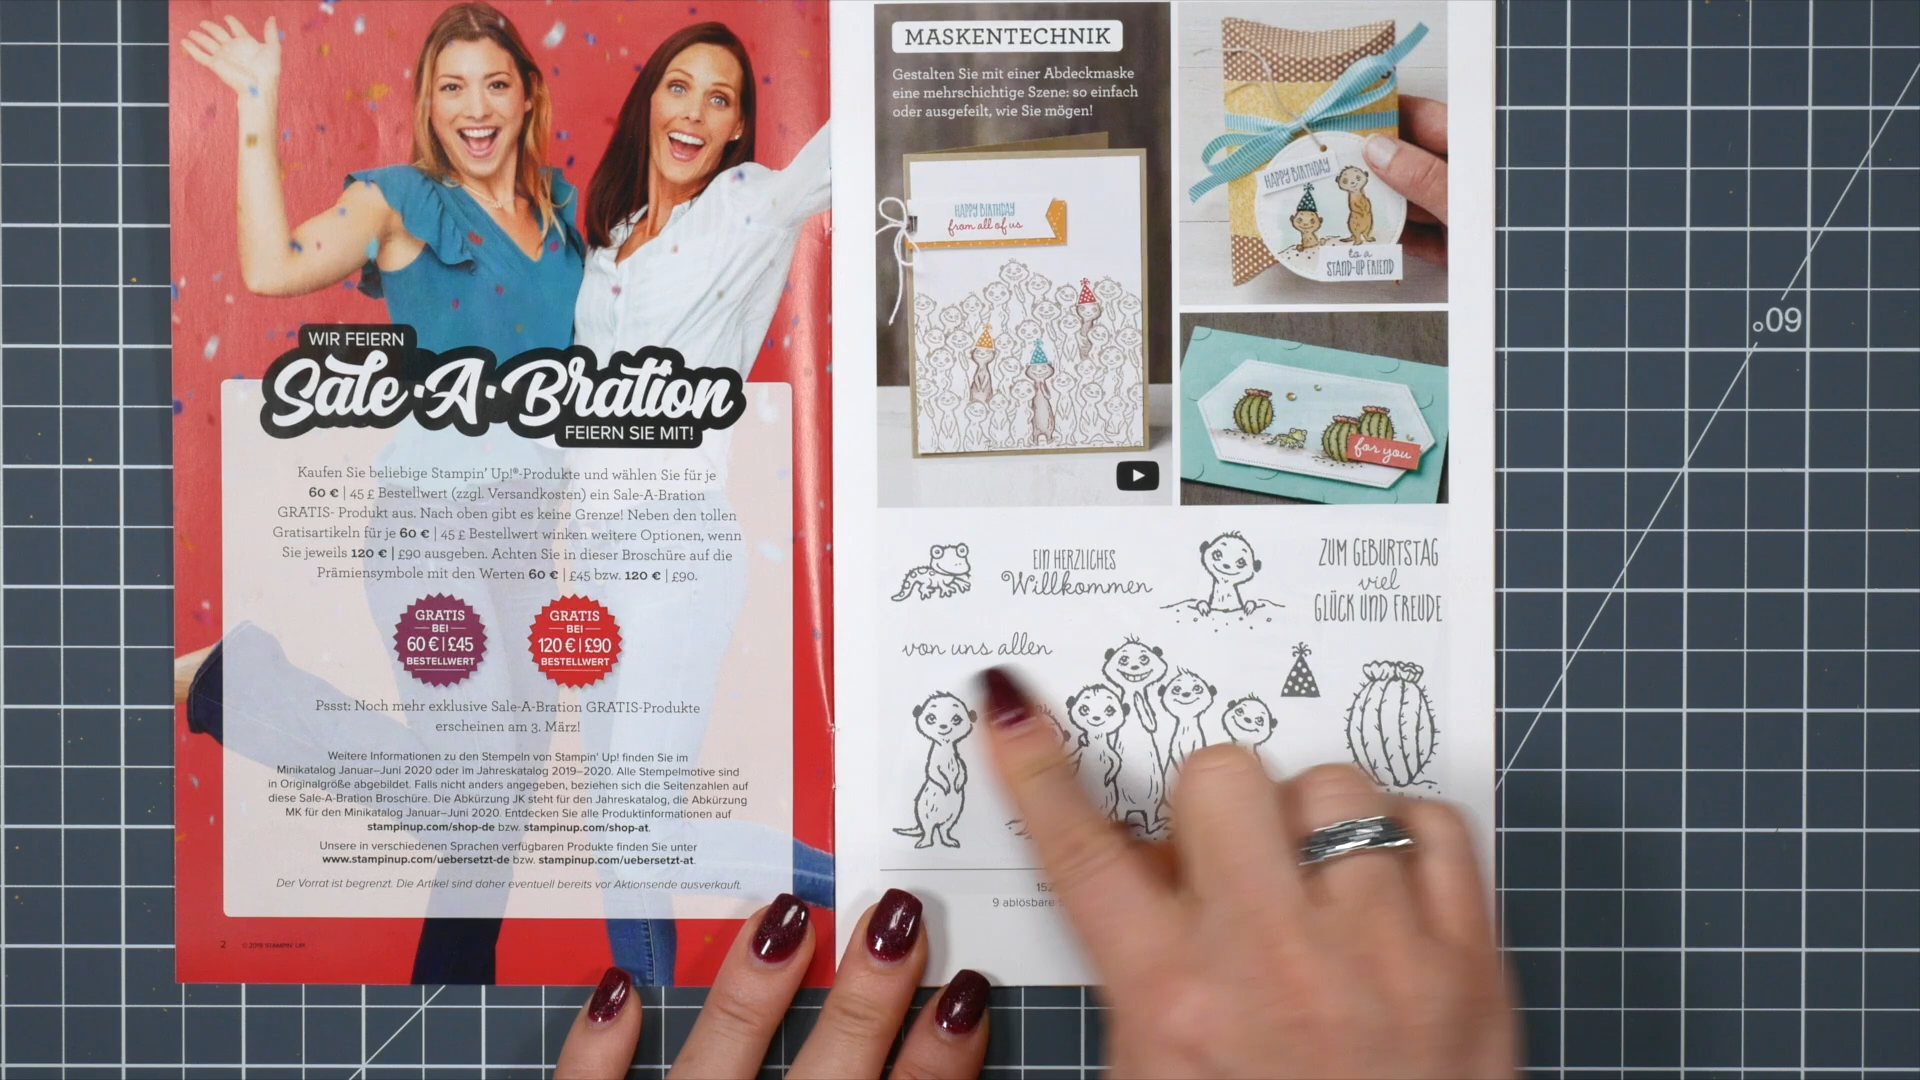 WIR FEIERN
Sale-A-Bration
FEIERN SIE MIT!
Kaufen Sie beliebige Stampin' Up!®-Produkte und wählen Sie für je
60 € | 45 £ Bestellwert (zzgl. Versandkosten) ein Sale-A-Bration
GRATIS- Produkt aus. Nach oben gibt es keine Grenze! Neben den tollen
Gratisartikeln für je 60 € | 45 £ Bestellwert winken weitere Optionen, wenn
Sie jeweils 120 € | £90 ausgeben. Achten Sie in dieser Broschüre auf die
Prämiensymbole mit den Werten 60 € | £45 bzw. 120 € | £90.
GRATIS
BEI
60 € | £45
BESTELLWERT
GRATIS
BEI
120 € | £90
BESTELLWERT
Pssst: Noch mehr exklusive Sale-A-Bration GRATIS-Produkte
erscheinen am 3. März!
Weitere Informationen zu den Stempeln von Stampin' Up! finden Sie im
Minikatalog Januar–Juni 2020 oder im Jahreskatalog 2019–2020. Alle Stempelmotive sind
in Originalgröße abgebildet. Falls nicht anders angegeben, beziehen sich die Seitenzahlen auf
diese Sale-A-Bration Broschüre. Die Abkürzung JK steht für den Jahreskatalog, die Abkürzung
MK für den Minikatalog Januar–Juni 2020. Entdecken Sie alle Produktinformationen auf
stampinup.com/shop-de bzw. stampinup.com/shop-at.
Unsere in verschiedenen Sprachen verfügbaren Produkte finden Sie unter
www.stampinup.com/uebersetzt-de bzw. stampinup.com/uebersetzt-at.
Der Vorrat ist begrenzt. Die Artikel sind daher eventuell bereits vor Aktionsende ausverkauft.
2 © 2019 STAMPIN' UP!
MASKENTECHNIK
Gestalten Sie mit einer Abdeckmaske
eine mehrschichtige Szene: so einfach
oder ausgefeilt, wie Sie mögen!
HAPPY BIRTHDAY
from all of us
HAPPY BIRTHDAY
to a
STAND-UP FRIEND
for you
EIN HERZLICHES
Willkommen
ZUM GEBURTSTAG
viel
GLÜCK UND FREUDE
von uns allen
9 ablösbare
60°